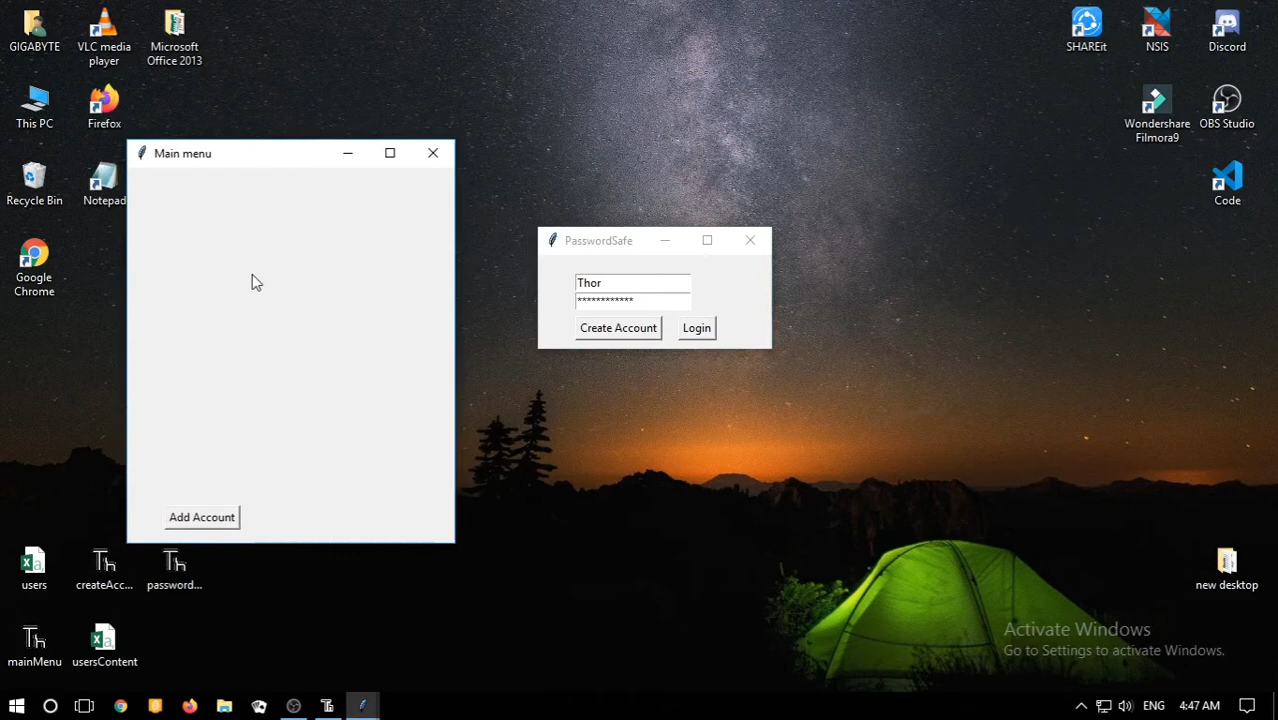 GIGABYTE
VLC media
player
Microsoft
Office 2013
SHAREit
NSIS
Discord
This PC
Firefox
Wondershare
Filmora9
OBS Studio
Main menu
Recycle Bin
Notepad
Code
PasswordSafe
Google
Chrome
Thor
************
Create Account
Login
Add Account
users
createAcc...
password...
new desktop
mainMenu
usersContent
Activate Windows
Go to Settings to activate Windows.
ENG
4:47 AM